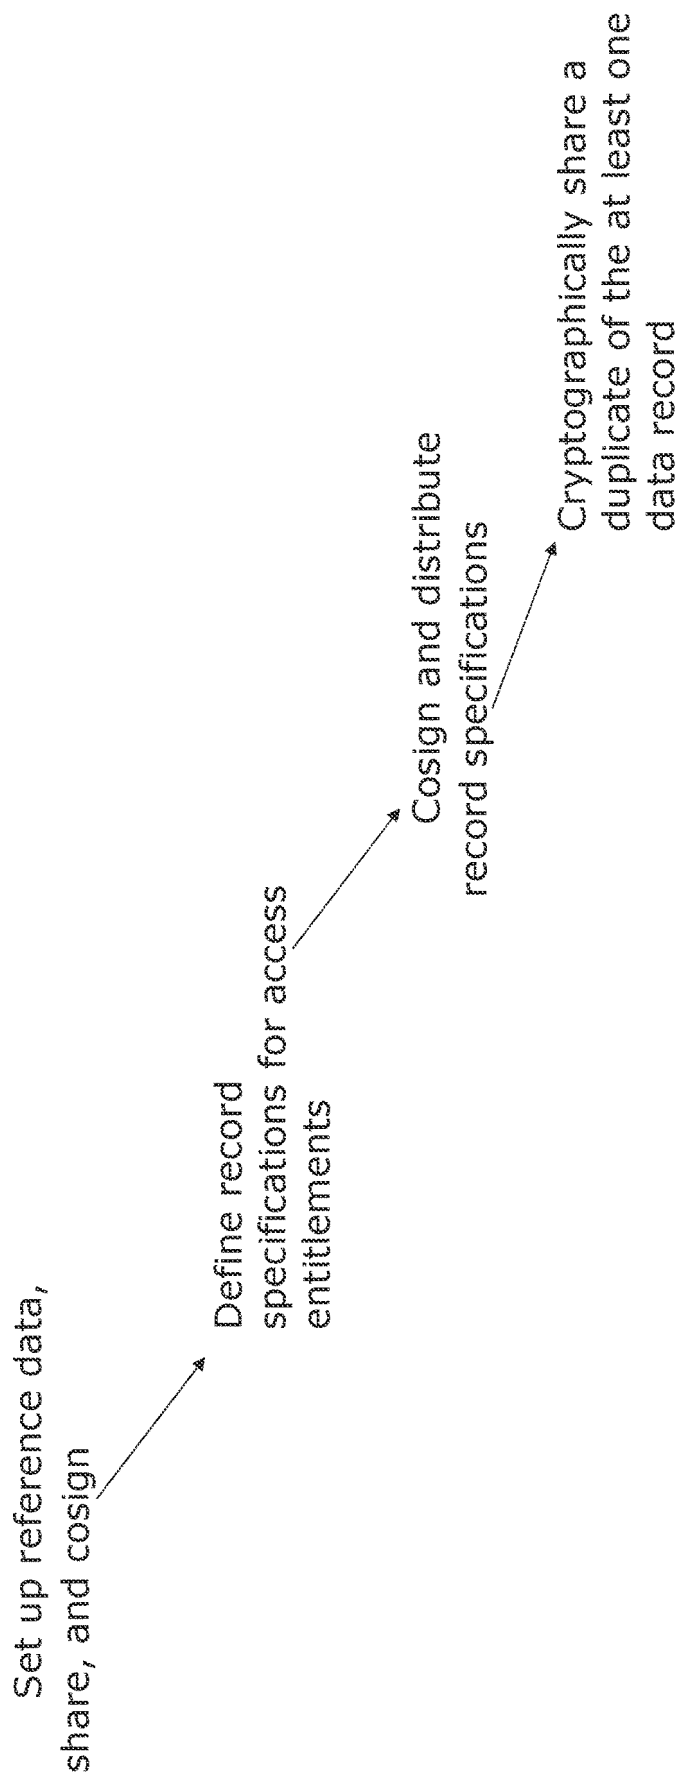 Set up reference data,
share, and cosign
Define record
specifications for access
entitlements
Cosign and distribute
record specifications
Cryptographically share a
duplicate of the at least one
data record